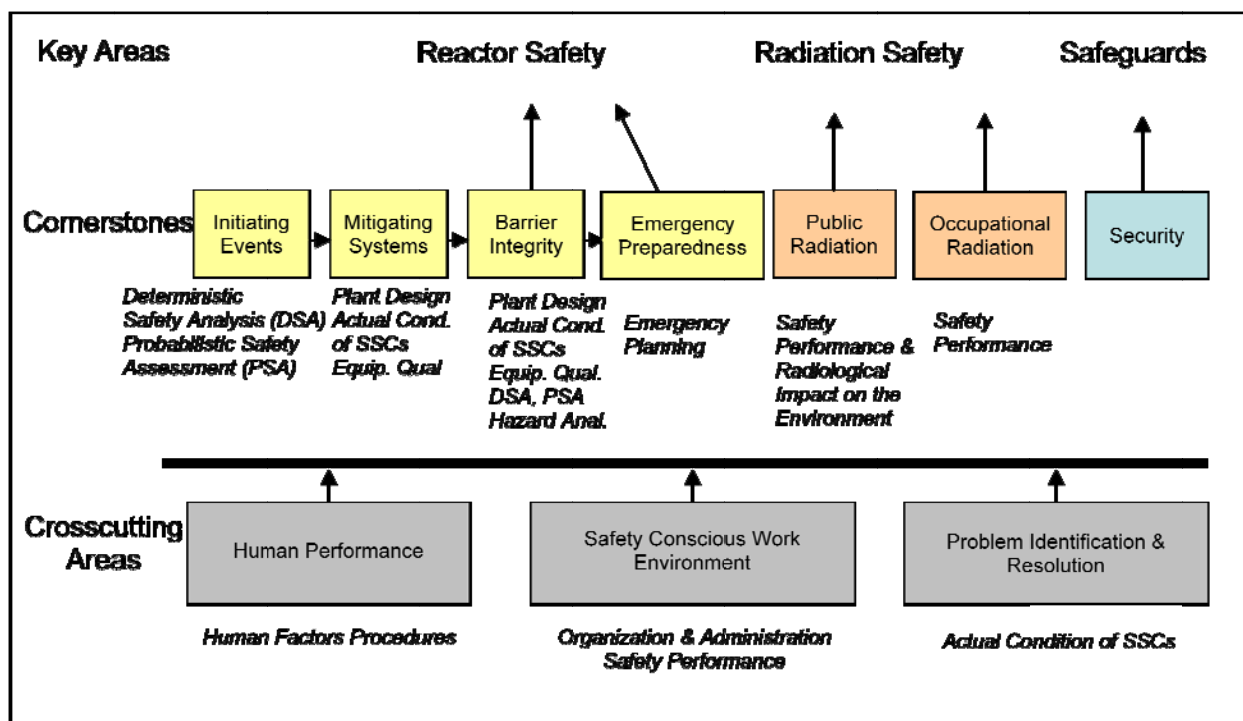 Key Areas
Reactor Safety
Radiation Safety
Safeguards
Cornerstones
Initiating
Events
Mitigating
Systems
Barrier
Integrity
Emergency
Preparedness
Public
Radiation
Occupational
Radiation
Security
Deterministic
Safety Analysis (DSA)
Probabilistic Safety
Assessment (PSA)
Plant Design
Actual Cond.
of SSCs
Equip. Qual
Plant Design
Actual Cond.
of SSCs
Equip. Qual.
DSA, PSA
Hazard Anal.
Emergency
Planning
Safety
Performance &
Radiological
Impact on the
Environment
Safety
Performance
Crosscutting
Areas
Human Performance
Safety Conscious Work
Environment
Problem Identification &
Resolution
Human Factors Procedures
Organization & Administration
Safety Performance
Actual Condition of SSCs